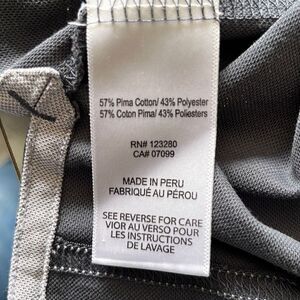 57% Pima Cotton/ 43% Polyester
57% Coton Pima/ 43% Poliesters
RN# 123280
CA# 07099
MADE IN PERU
FABRIQUÉ AU PÉROU
SEE REVERSE FOR CARE
VIOR AU VERSO POUR
LES INSTRUCTIONS
DE LAVAGE